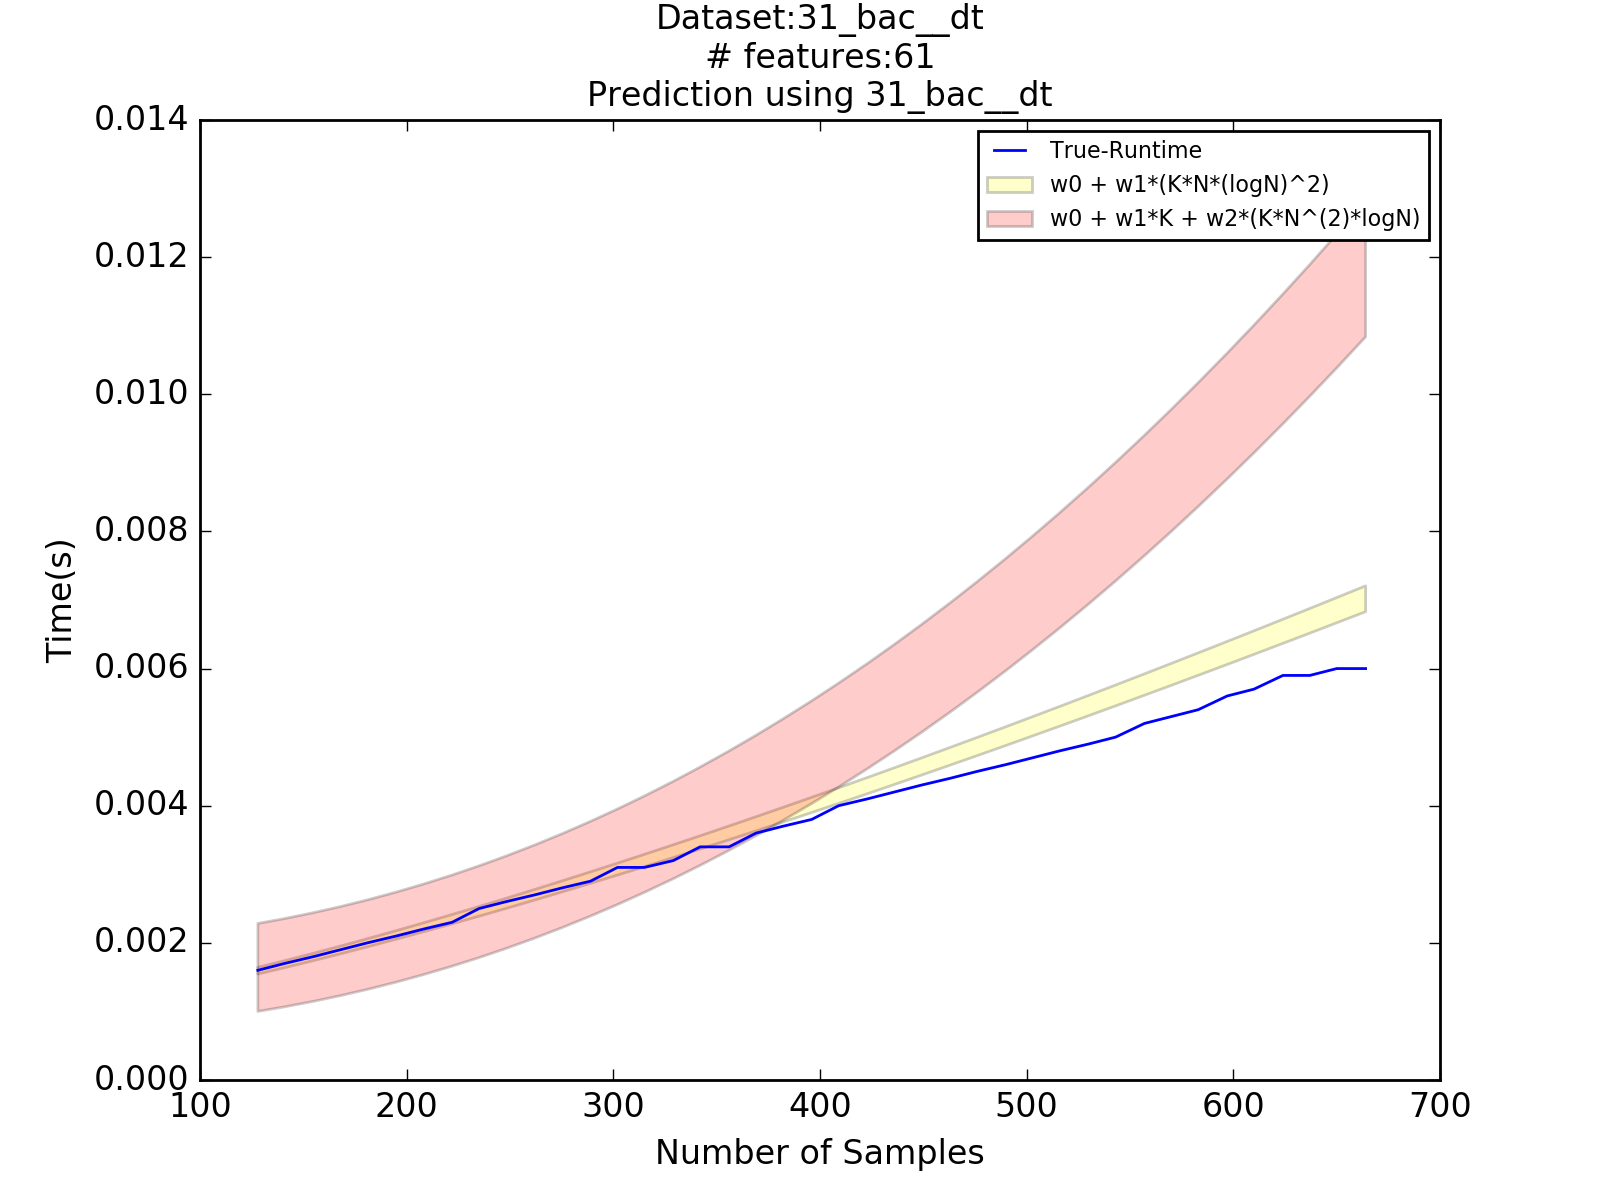 Dataset:31_bac__dt
# features:61
Prediction using 31_bac__dt
0.014
0.012
0.010
0.008
0.006
0.004
0.002
0.000
Time(s)
True-Runtime
w0 + w1*(K*N*(logN)^2)
w0 + w1*K + w2*(K*N^(2)*logN)
100 200 300 400 500 600 700
Number of Samples